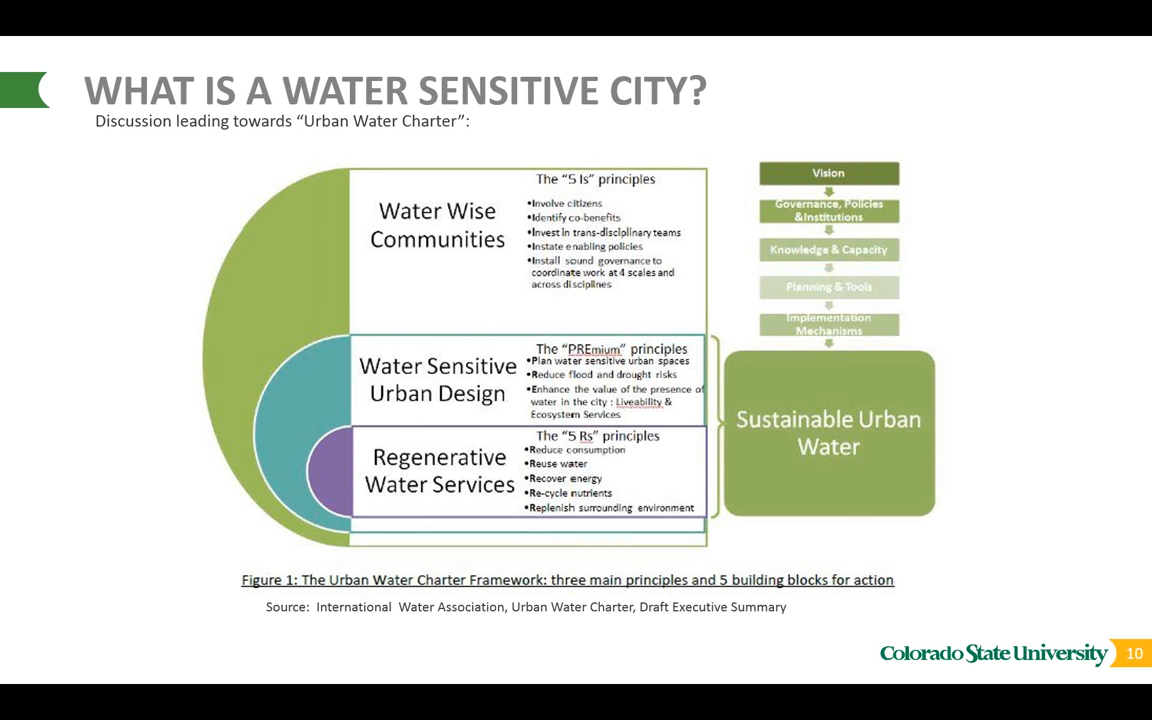 WHAT IS A WATER SENSITIVE CITY?
Discussion leading towards “Urban Water Charter”:
Water Wise
Communities
The “5 Is” principles
•Involve citizens
•Identify co-benefits
•Invest in trans-disciplinary teams
•Instate enabling policies
•Install sound governance to
coordinate work at 4 scales and
across disciplines
Water Sensitive
Urban Design
The “PREmium” principles
•Plan water sensitive urban spaces
•Reduce flood and drought risks
•Enhance the value of the presence of
water in the city : Liveability &
Ecosystem Services
Regenerative
Water Services
The “5 Rs” principles
•Reduce consumption
•Reuse water
•Recover energy
•Re-cycle nutrients
•Replenish surrounding environment
Vision
Governance, Policies
&Institutions
Knowledge & Capacity
Planning & Tools
Implementation
Mechanisms
Sustainable Urban
Water
Figure 1: The Urban Water Charter Framework: three main principles and 5 building blocks for action
Source: International Water Association, Urban Water Charter, Draft Executive Summary
Colorado State University
10